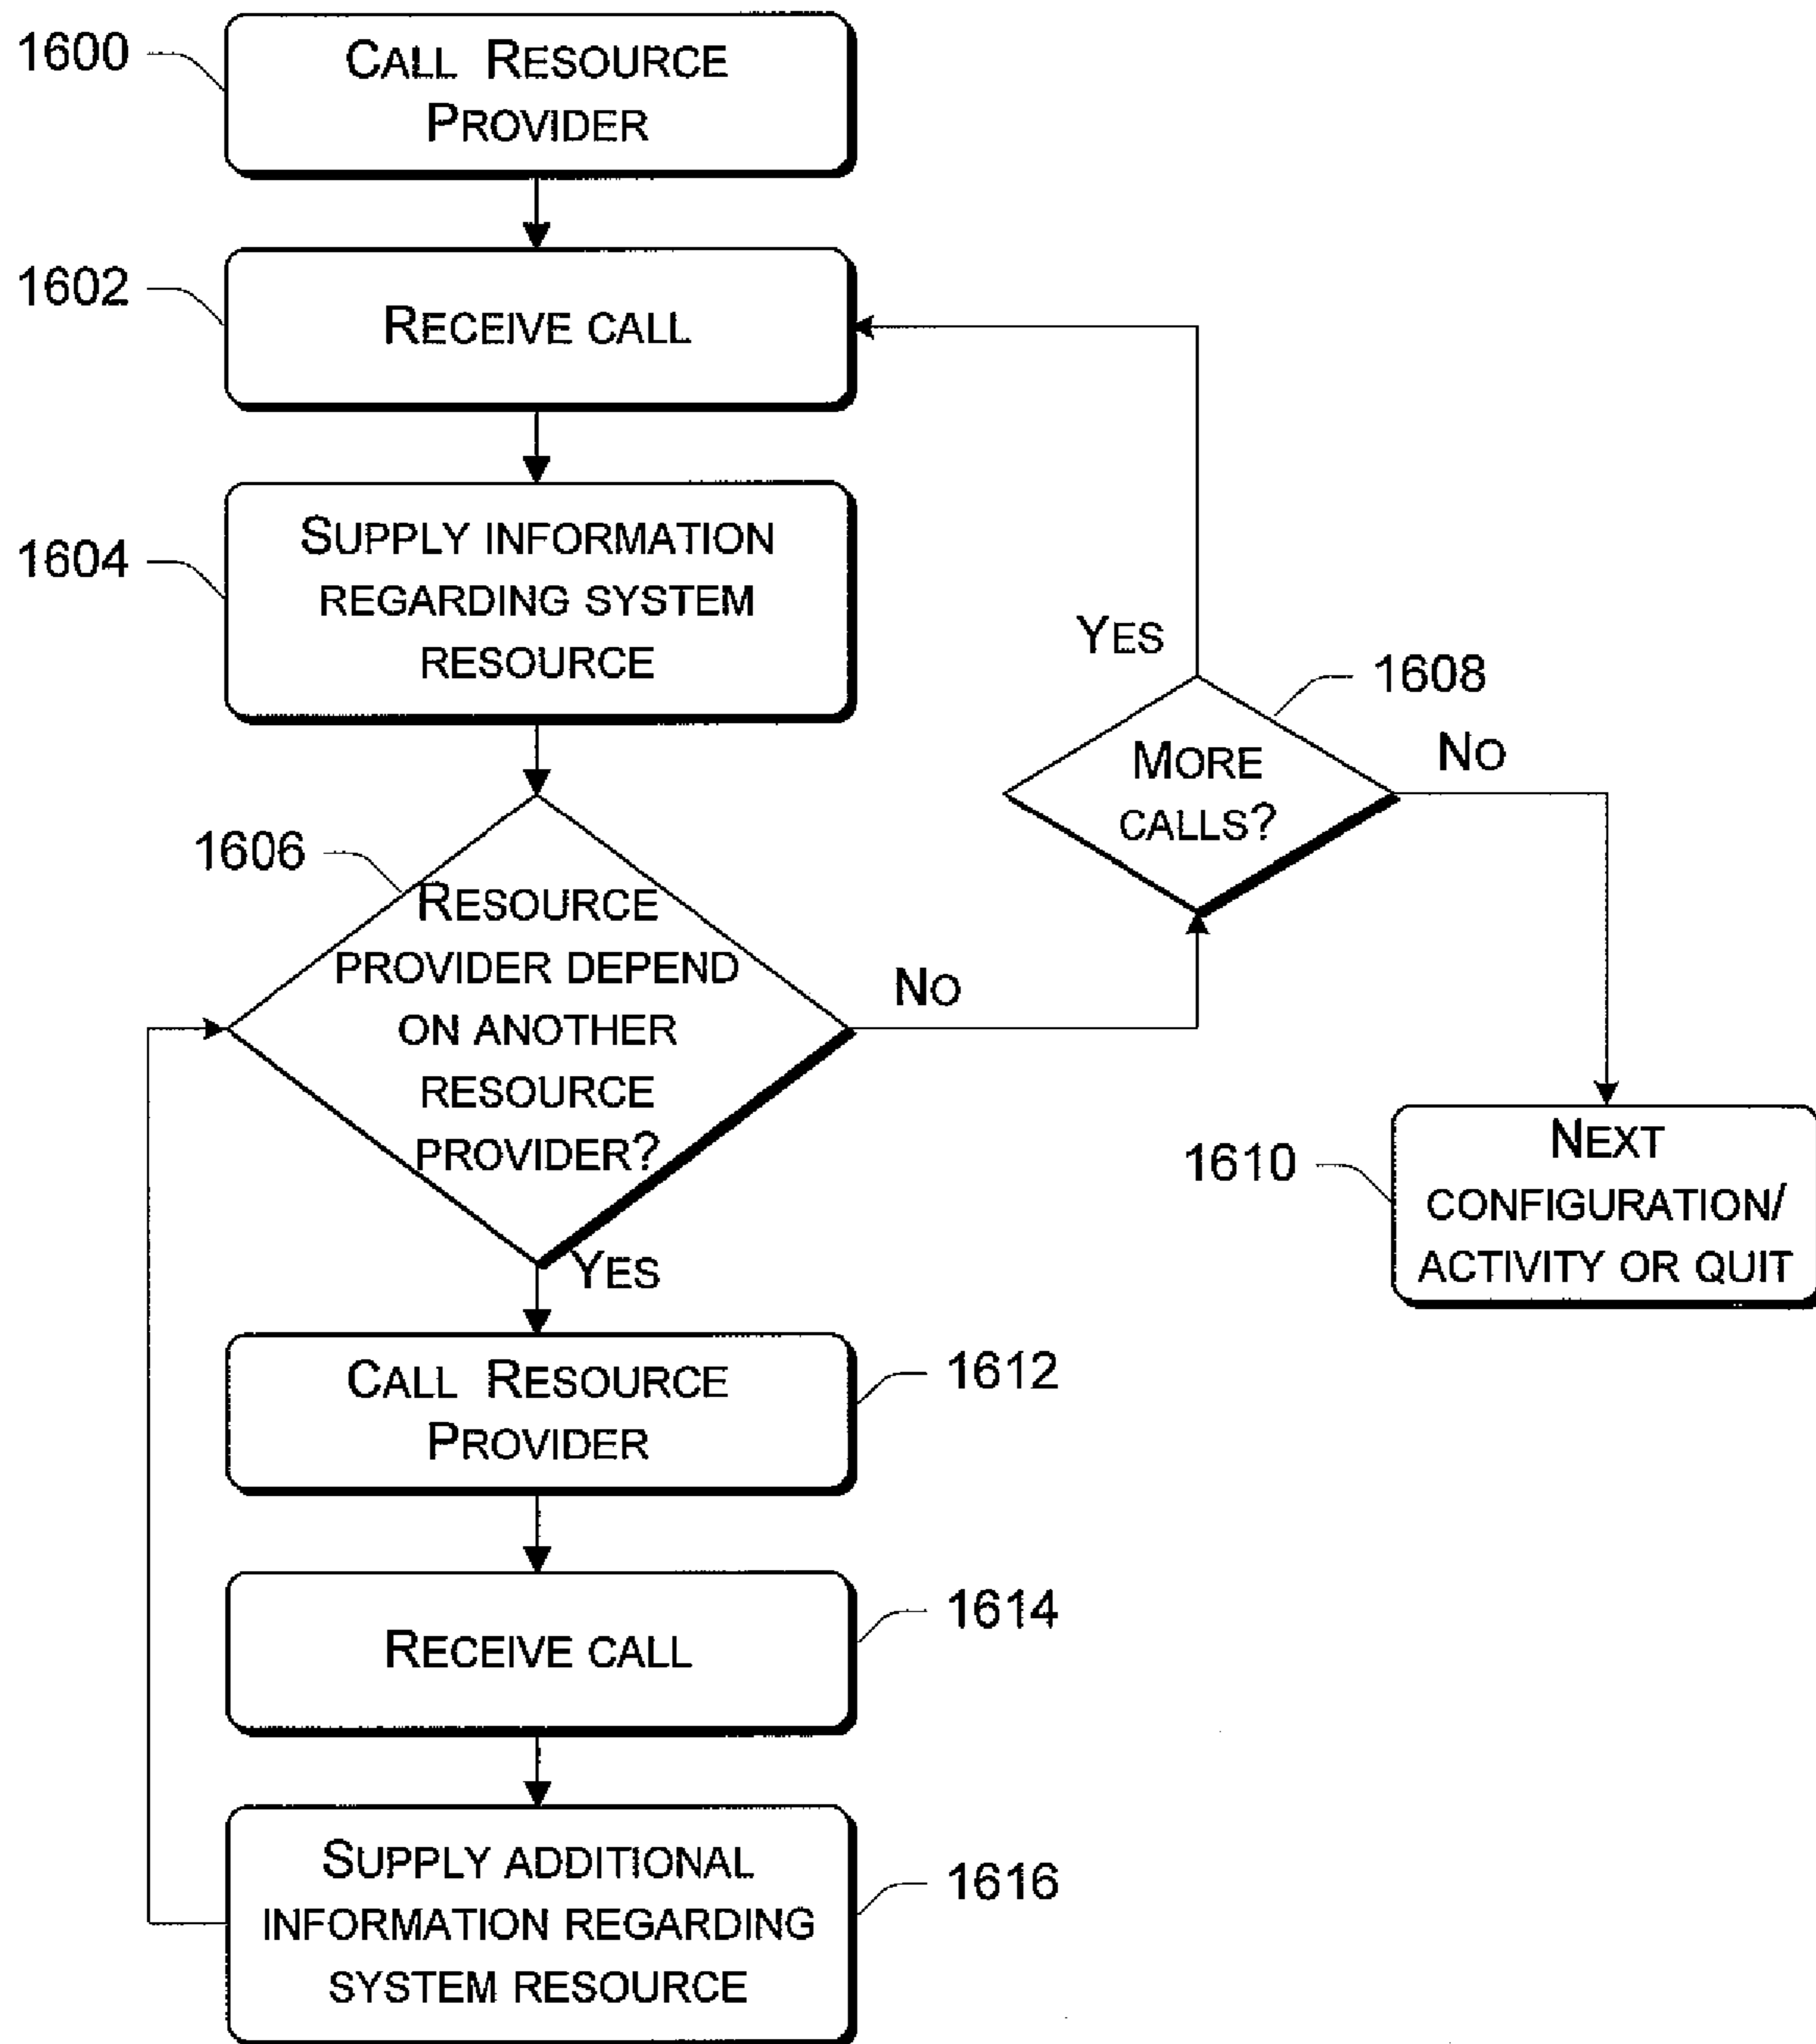 1600
CALL RESOURCE
PROVIDER
1602
RECEIVE CALL
1604
SUPPLY INFORMATION
REGARDING SYSTEM
RESOURCE
YES
1608
MORE
CALLS?
NO
1606
RESOURCE
PROVIDER DEPEND
ON ANOTHER
RESOURCE
PROVIDER?
NO
YES
1610
NEXT
CONFIGURATION/
ACTIVITY OR QUIT
CALL RESOURCE
PROVIDER
1612
RECEIVE CALL
1614
SUPPLY ADDITIONAL
INFORMATION REGARDING
SYSTEM RESOURCE
1616